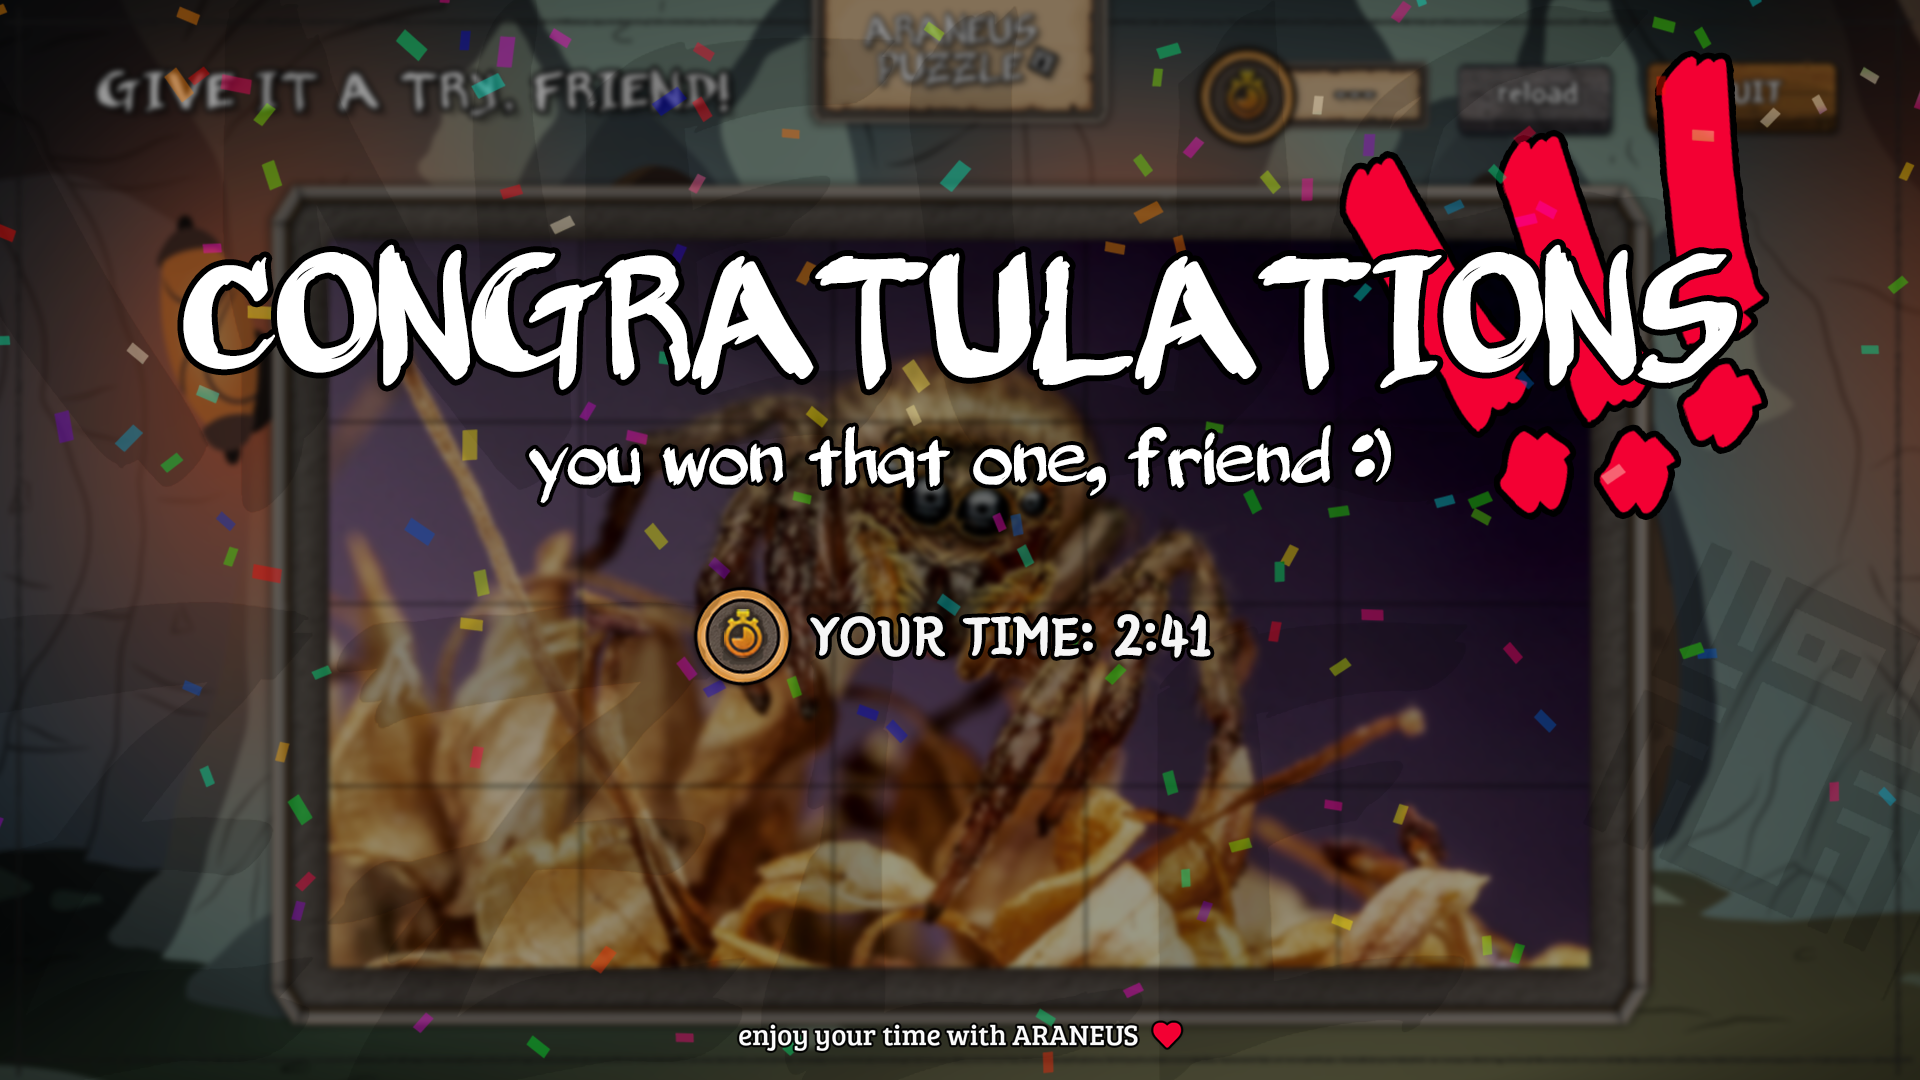 GIVE IT A TRY, FRIEND!
ARANEUS
PUZZLE
reload
CONGRATULATIONS
!!!
you won that one, friend :)
YOUR TIME: 2:41
enjoy your time with ARANEUS ❤